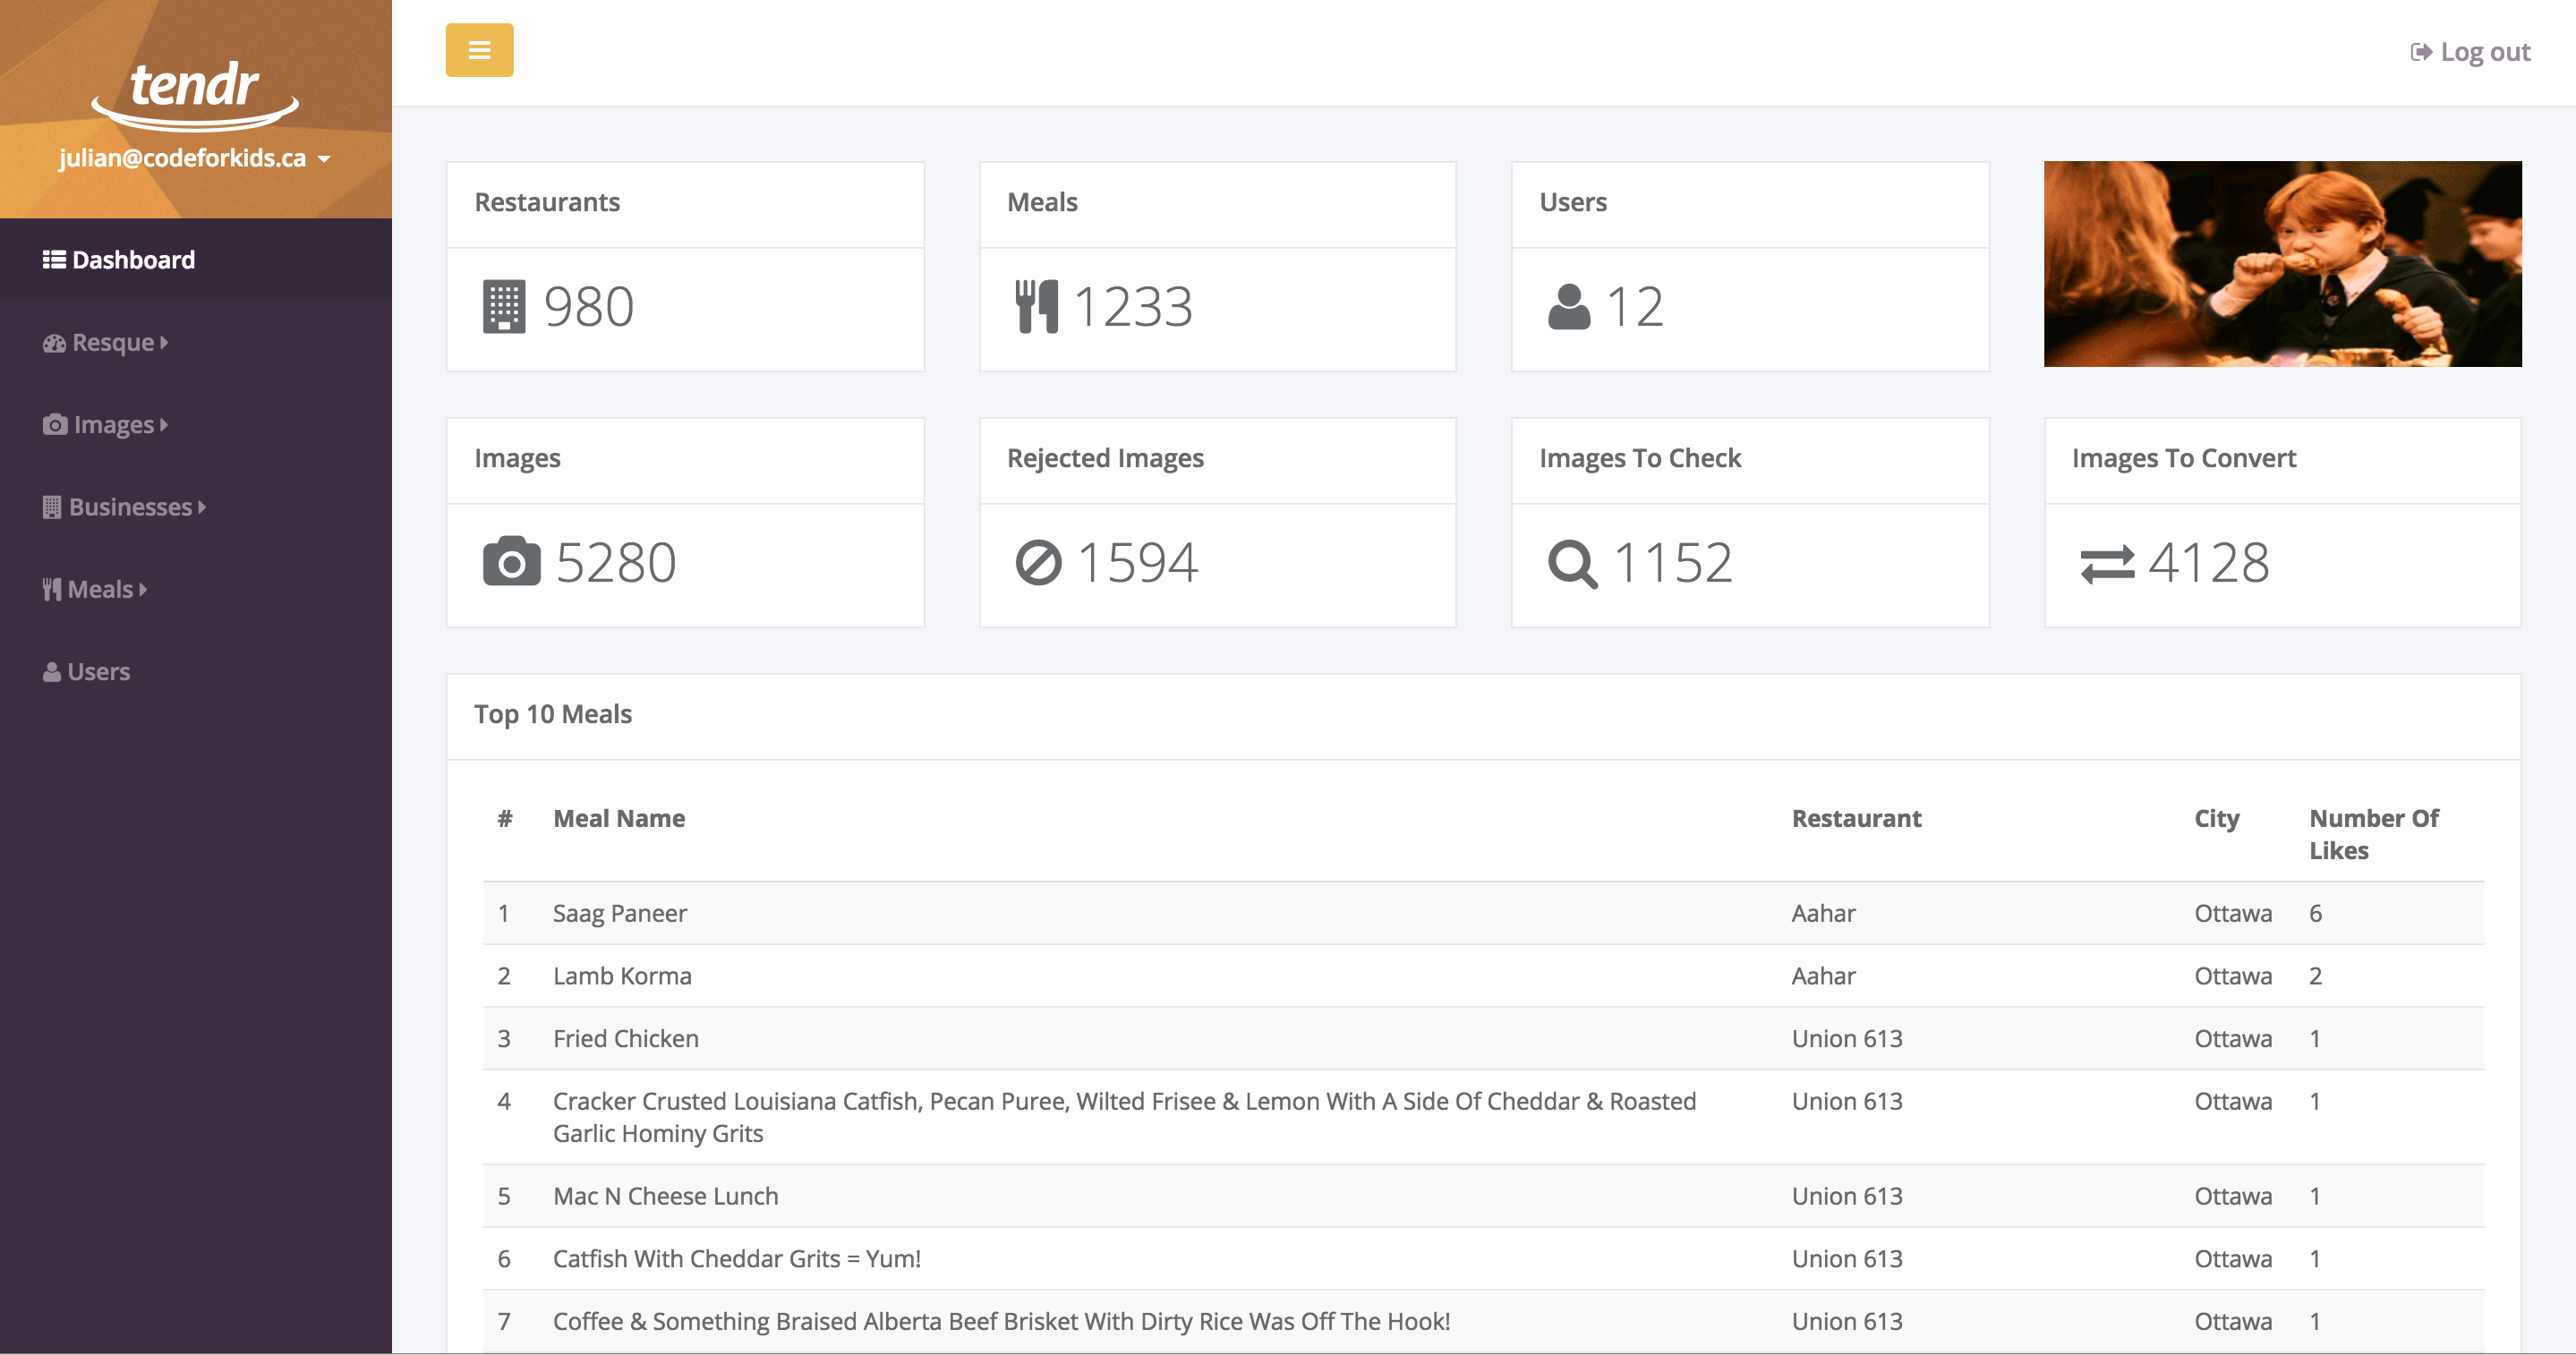 tendr
julian@codeforkids.ca
Dashboard
Resque
Images
Businesses
Meals
Users
Log out
Restaurants
980
Meals
1233
Users
12
Images
5280
Rejected Images
1594
Images To Check
1152
Images To Convert
4128
Top 10 Meals
# Meal Name Restaurant City Number Of
Likes
1 Saag Paneer Aahar Ottawa 6
2 Lamb Korma Aahar Ottawa 2
3 Fried Chicken Union 613 Ottawa 1
4 Cracker Crusted Louisiana Catfish, Pecan Puree, Wilted Frisee & Lemon With A Side Of Cheddar & Roasted Union 613 Ottawa 1
Garlic Hominy Grits
5 Mac N Cheese Lunch Union 613 Ottawa 1
6 Catfish With Cheddar Grits = Yum! Union 613 Ottawa 1
7 Coffee & Something Braised Alberta Beef Brisket With Dirty Rice Was Off The Hook! Union 613 Ottawa 1